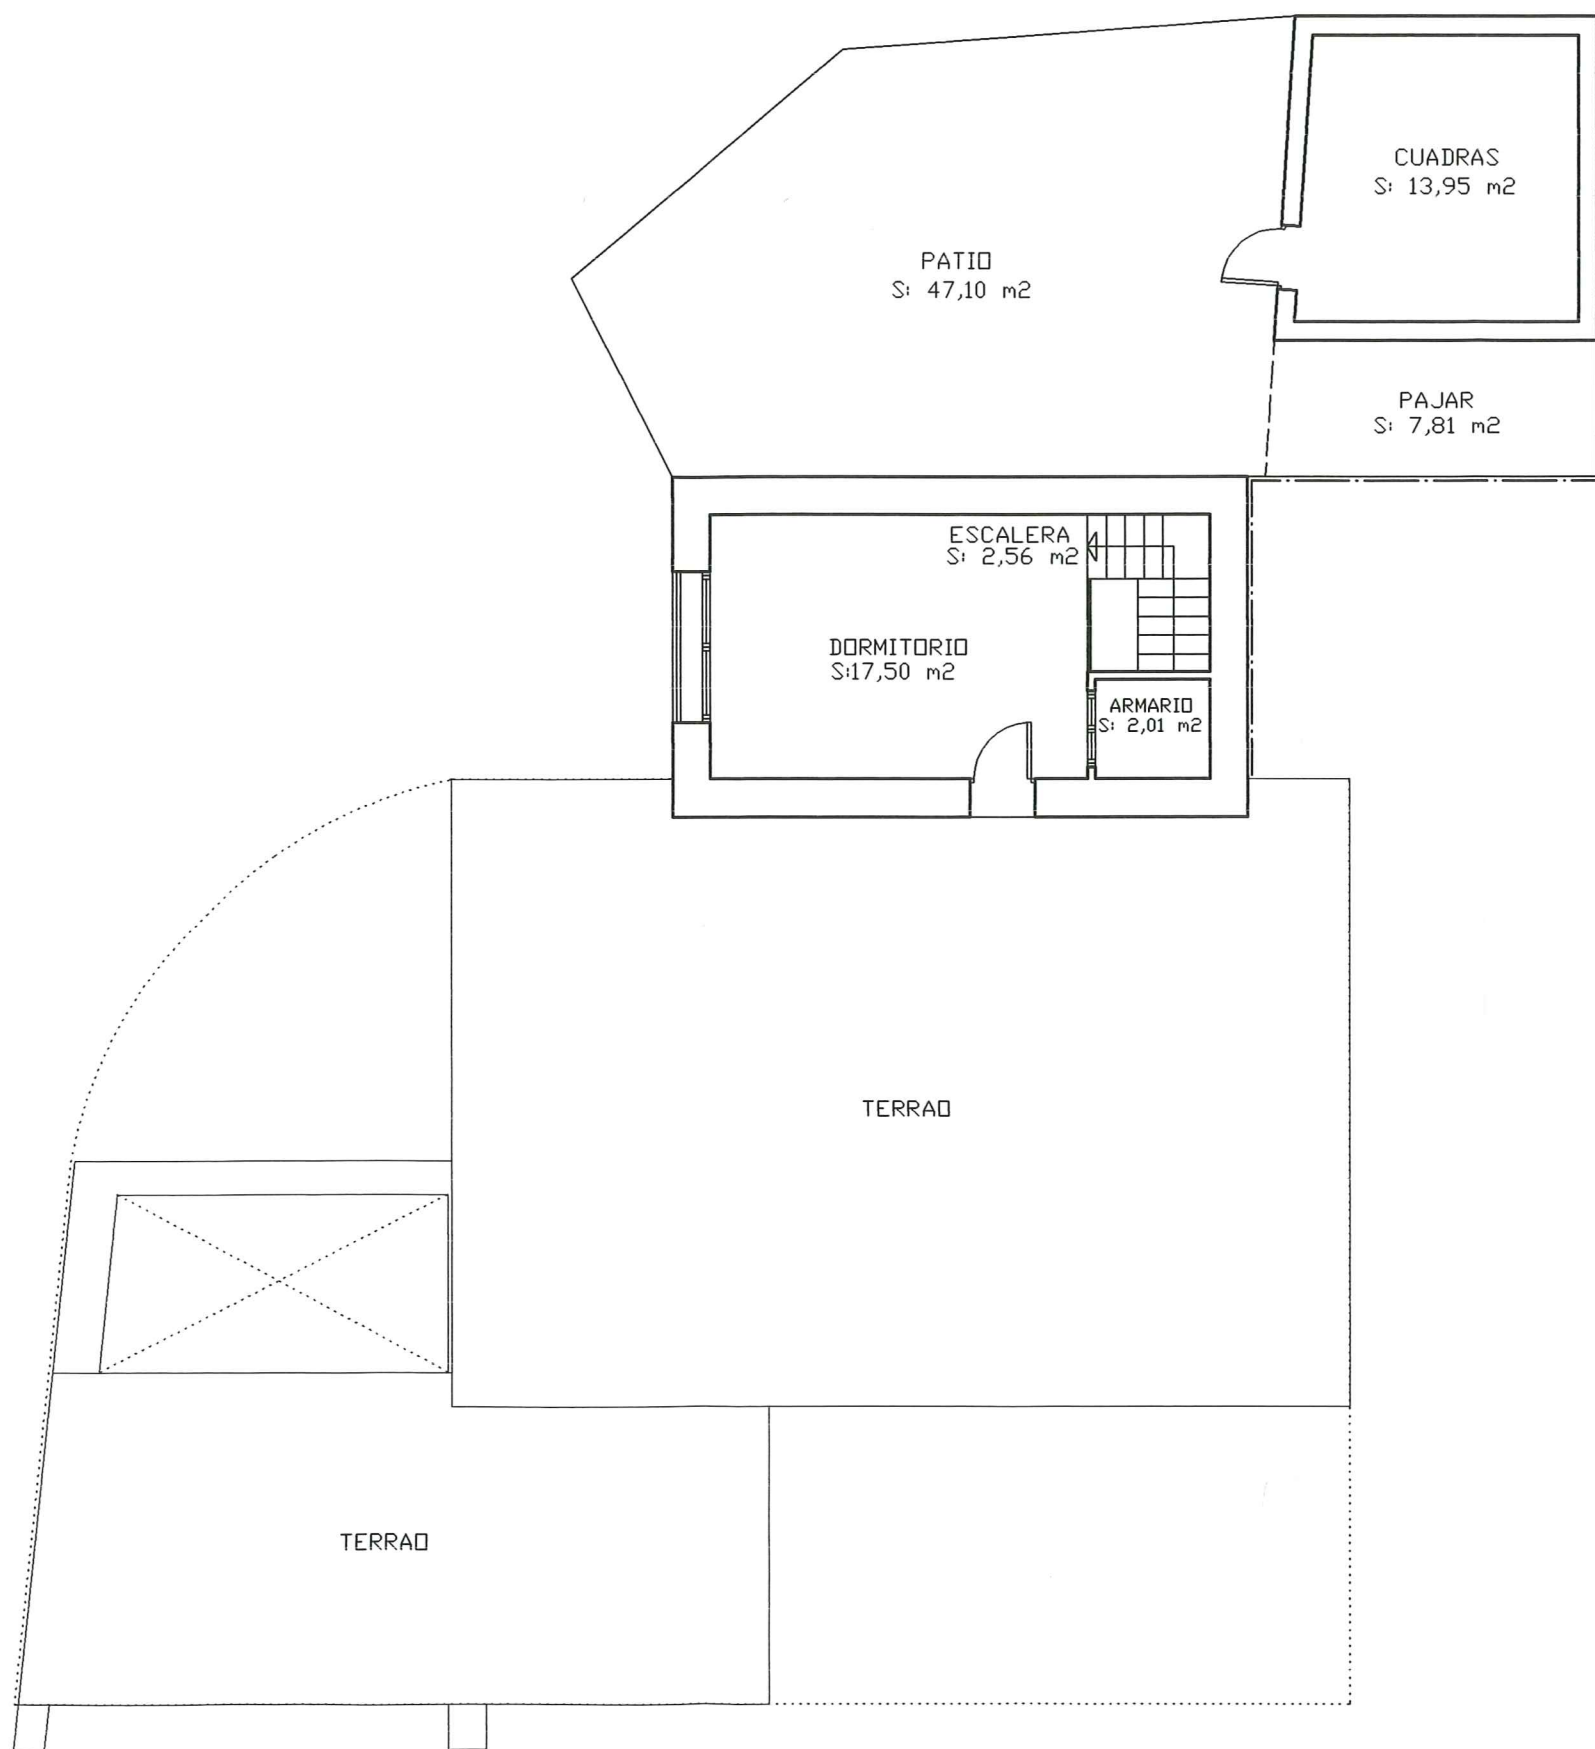 CUADRAS
S: 13,95 m2
PATIO
S: 47,10 m2
PAJAR
S: 7,81 m2
ESCALERA
S: 2,56 m2
DORMITORIO
S:17,50 m2
ARMARIO
S: 2,01 m2
TERRAO
TERRAO